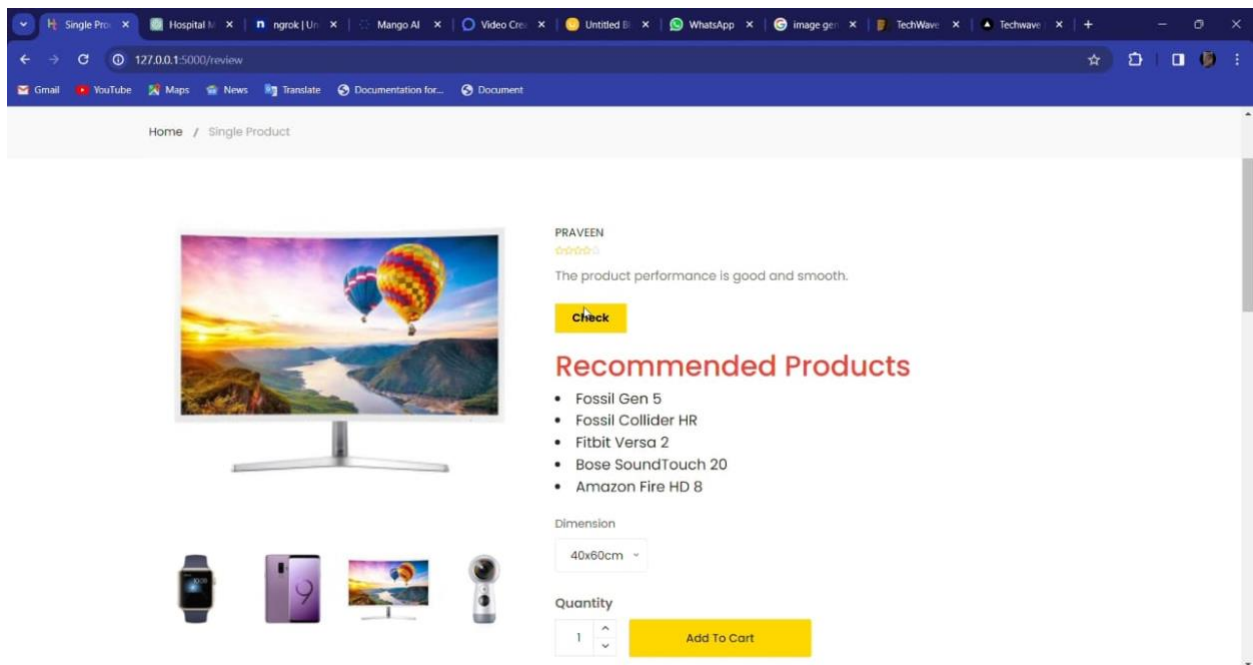 Single Pro
Hospital M
ngrok | Un
Mango AI
Video Crea
Untitled B
WhatsApp
image gen
TechWave
Techwave
127.0.0.1:5000/review
Gmail
YouTube
Maps
News
Translate
Documentation for...
Document
Home / Single Product
PRAVEEN
The product performance is good and smooth.
Check
Recommended Products
• Fossil Gen 5
• Fossil Collider HR
• Fitbit Versa 2
• Bose SoundTouch 20
• Amazon Fire HD 8
Dimension
40x60cm
Quantity
1
Add To Cart